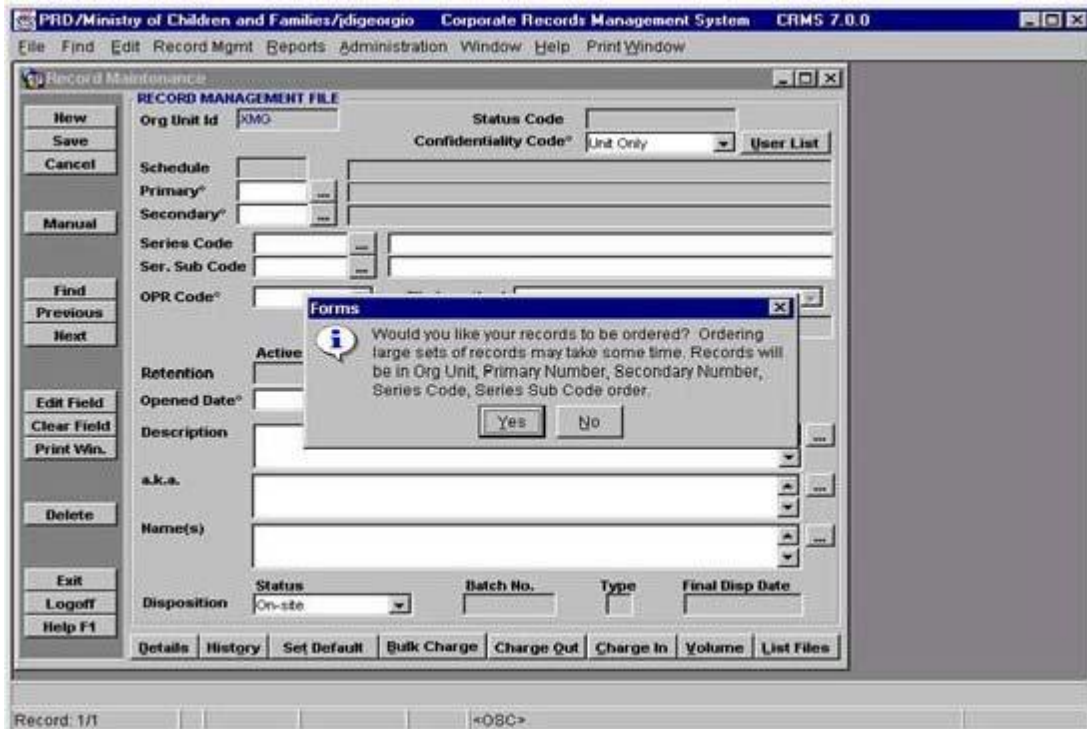 PRD/Ministry of Children and Families/jdigeorgio Corporate Records Management System CRMS 7.0.0
File Find Edit Record Mgmt Reports Administration Window Help Print Window
Record Maintenance
RECORD MANAGEMENT FILE
New
Save
Cancel
Manual
Find
Previous
Next
Edit Field
Clear Field
Print Win.
Delete
Exit
Logoff
Help F1
Org Unit Id XMG Status Code
Confidentiality Code* Unit Only User List
Schedule
Primary* ...
Secondary* ...
Series Code ...
Ser. Sub Code ...
OPR Code*
Active
Retention
Opened Date*
Description ...
a.k.a. ...
Name(s) ...
Forms
Would you like your records to be ordered? Ordering
large sets of records may take some time. Records will
be in Org Unit, Primary Number, Secondary Number,
Series Code, Series Sub Code order.
Yes No
Status Batch No. Type Final Disp Date
Disposition On-site
Details History Set Default Bulk Charge Charge Out Charge In Volume List Files
Record: 1/1 <OSC>